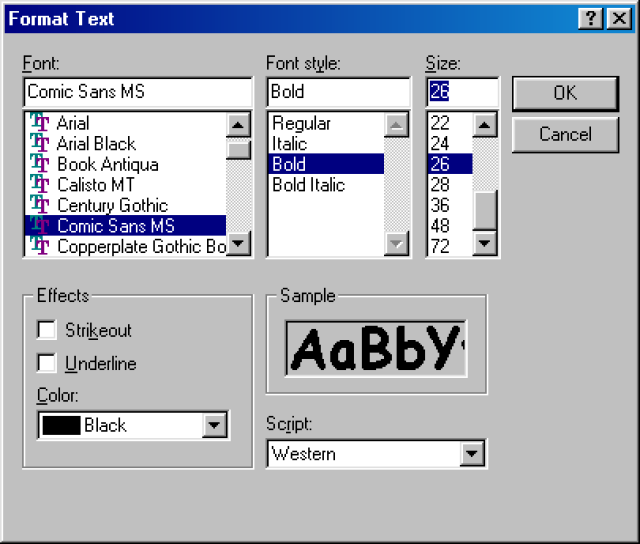 Format Text
Font:
Comic Sans MS
Arial
Arial Black
Book Antiqua
Calisto MT
Century Gothic
Comic Sans MS
Copperplate Gothic Bo
Font style:
Bold
Regular
Italic
Bold
Bold Italic
Size:
26
22
24
26
28
36
48
72
OK
Cancel
Effects
Strikeout
Underline
Color:
Black
Sample
AaBbY
Script:
Western